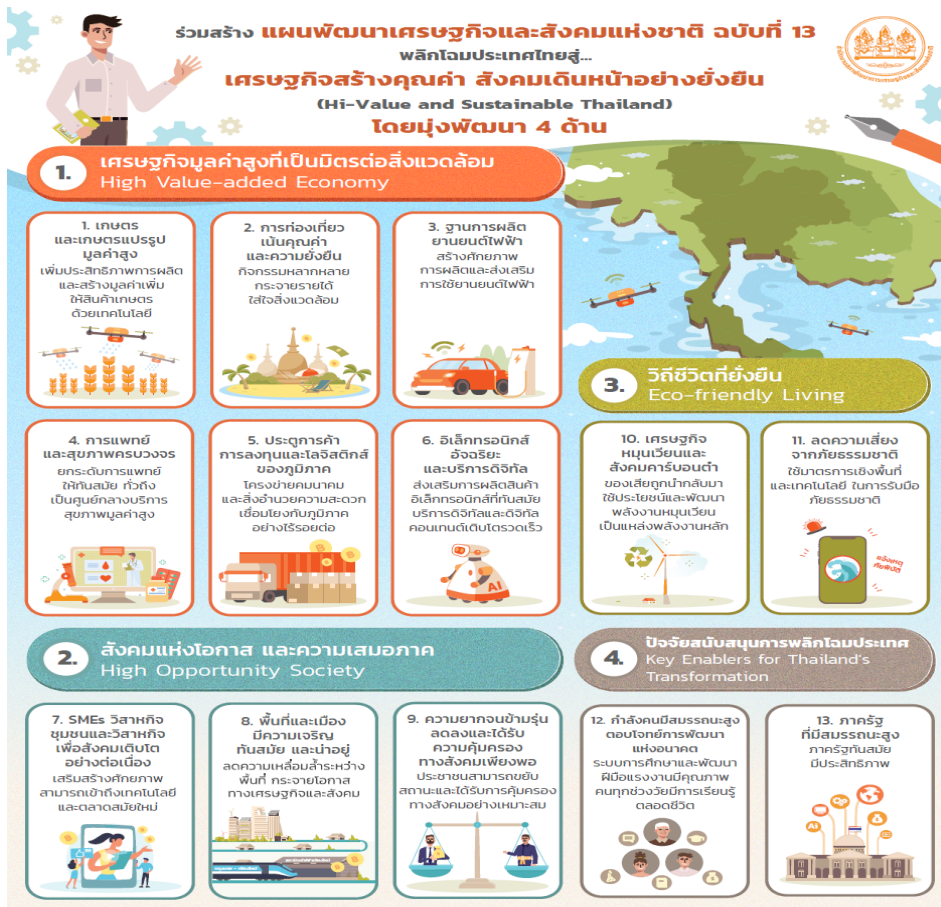 ร่วมสร้าง แผนพัฒนาเศรษฐกิจและสังคมแห่งชาติ ฉบับที่ 13
พลิกโฉมประเทศไทยสู่...
เศรษฐกิจสร้างคุณค่า สังคมเดินหน้าอย่างยั่งยืน
(Hi-Value and Sustainable Thailand)
โดยมุ่งพัฒนา 4 ด้าน
1. เศรษฐกิจมูลค่าสูงที่เป็นมิตรต่อสิ่งแวดล้อม
High Value-added Economy
1. เกษตร
และเกษตรแปรรูป
มูลค่าสูง
เพิ่มประสิทธิภาพการผลิต
และสร้างมูลค่าเพิ่ม
ให้สินค้าเกษตร
ด้วยเทคโนโลยี
2. การท่องเที่ยว
เน้นคุณค่า
และความยั่งยืน
กิจกรรมหลากหลาย
กระจายรายได้
ใส่ใจสิ่งแวดล้อม
3. ฐานการผลิต
ยานยนต์ไฟฟ้า
สร้างศักยภาพ
การผลิตและส่งเสริม
การใช้ยานยนต์ไฟฟ้า
4. การแพทย์
และสุขภาพครบวงจร
ยกระดับการแพทย์
ให้ทันสมัย ทั่วถึง
เป็นศูนย์กลางบริการ
สุขภาพมูลค่าสูง
5. ประตูการค้า
การลงทุนและโลจิสติกส์
ของภูมิภาค
โครงข่ายคมนาคม
และสิ่งอำนวยความสะดวก
เชื่อมโยงกับภูมิภาค
อย่างไร้รอยต่อ
6. อิเล็กทรอนิกส์
อัจฉริยะ
และบริการดิจิทัล
ส่งเสริมการผลิตสินค้า
อิเล็กทรอนิกส์ที่ทันสมัย
บริการดิจิทัลและดิจิทัล
คอนเทนต์เติบโตรวดเร็ว
AI
2. สังคมแห่งโอกาส และความเสมอภาค
High Opportunity Society
7. SMEs วิสาหกิจ
ชุมชนและวิสาหกิจ
เพื่อสังคมเติบโต
อย่างต่อเนื่อง
เสริมสร้างศักยภาพ
สามารถเข้าถึงเทคโนโลยี
และตลาดสมัยใหม่
8. พื้นที่และเมือง
มีความเจริญ
ทันสมัย และน่าอยู่
ลดความเหลื่อมล้ำระหว่าง
พื้นที่ กระจายโอกาส
ทางเศรษฐกิจและสังคม
9. ความยากจนข้ามรุ่น
ลดลงและได้รับ
ความคุ้มครอง
ทางสังคมเพียงพอ
ประชาชนสามารถขยับ
สถานะและได้รับการคุ้มครอง
ทางสังคมอย่างเหมาะสม
3. วิถีชีวิตที่ยั่งยืน
Eco-friendly Living
10. เศรษฐกิจ
หมุนเวียนและ
สังคมคาร์บอนต่ำ
ของเสียถูกนำกลับมา
ใช้ประโยชน์และพัฒนา
พลังงานหมุนเวียน
เป็นแหล่งพลังงานหลัก
11. ลดความเสี่ยง
จากภัยธรรมชาติ
ใช้มาตรการเชิงพื้นที่
และเทคโนโลยี ในการรับมือ
ภัยธรรมชาติ
แจ้งเหตุ
ภัยพิบัติ
4. ปัจจัยสนับสนุนการพลิกโฉมประเทศ
Key Enablers for Thailand's
Transformation
12. กำลังคนมีสมรรถนะสูง
ตอบโจทย์การพัฒนา
แห่งอนาคต
ระบบการศึกษาและพัฒนา
ฝีมือแรงงานมีคุณภาพ
คนทุกช่วงวัยมีการเรียนรู้
ตลอดชีวิต
13. ภาครัฐ
ที่มีสมรรถนะสูง
ภาครัฐทันสมัย
มีประสิทธิภาพ
AI